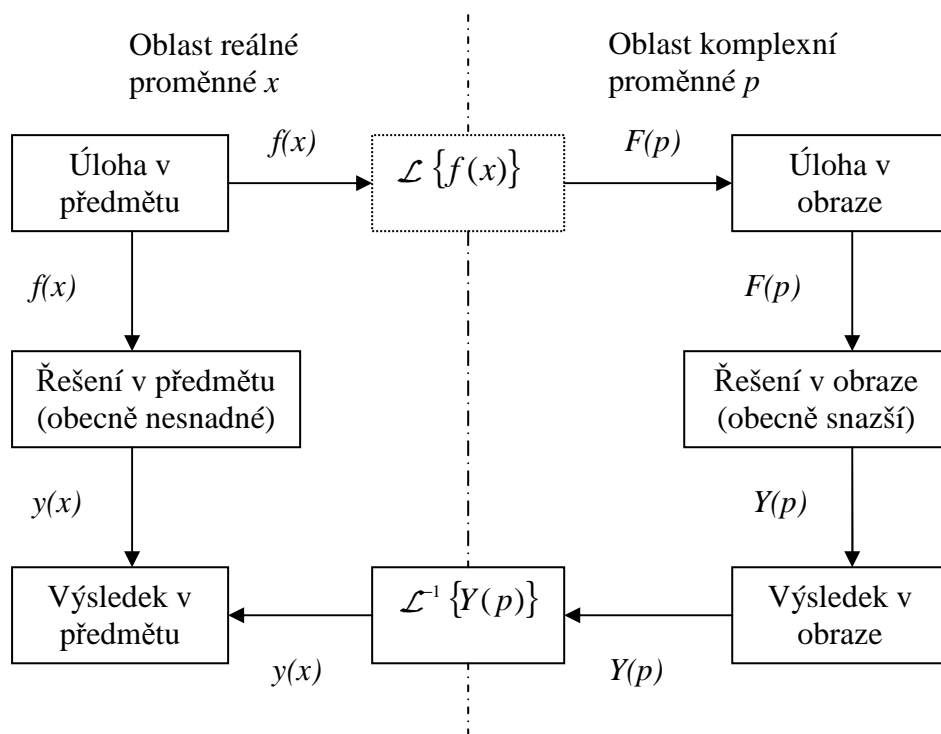 Oblast reálné
proměnné x
Oblast komplexní
proměnné p
f(x)
F(p)
Úloha v
předmětu
ℒ {f(x)}
Úloha v
obraze
f(x)
F(p)
Řešení v předmětu
(obecně nesnadné)
Řešení v obraze
(obecně snazší)
y(x)
Y(p)
Výsledek v
předmětu
ℒ⁻¹ {Y(p)}
Výsledek v
obraze
y(x)
Y(p)